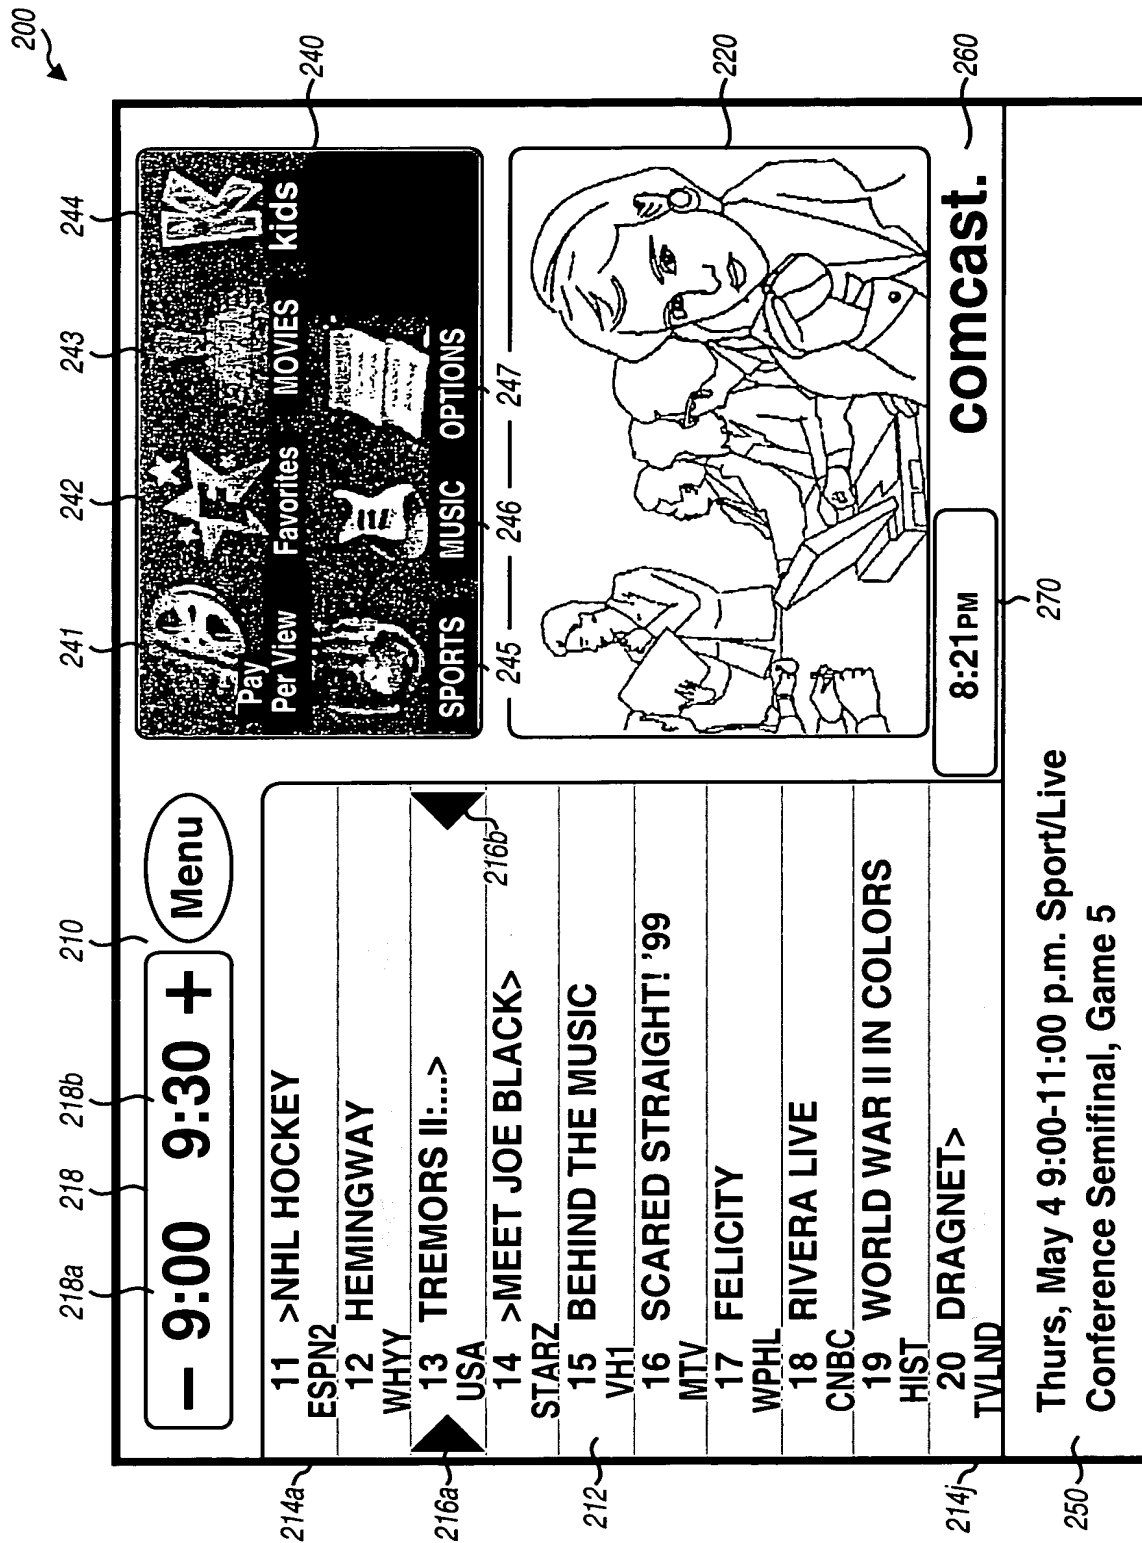 200
218a
218
218b
210
241
242
243
244
– 9:00 9:30 +
Menu
Pay
Per View
Favorites
MOVIES
kids
240
SPORTS
MUSIC
OPTIONS
245
246
247
214a
11 >NHL HOCKEY
ESPN2
12 HEMINGWAY
WHYY
216a
13 TREMORS II:...>
USA
216b
14 >MEET JOE BLACK>
STARZ
212
15 BEHIND THE MUSIC
VH1
16 SCARED STRAIGHT! '99
MTV
17 FELICITY
WPHL
18 RIVERA LIVE
CNBC
19 WORLD WAR II IN COLORS
HIST
214j
20 DRAGNET>
TVLND
220
8:21PM
270
comcast.
260
250
Thurs, May 4 9:00-11:00 p.m. Sport/Live
Conference Semifinal, Game 5